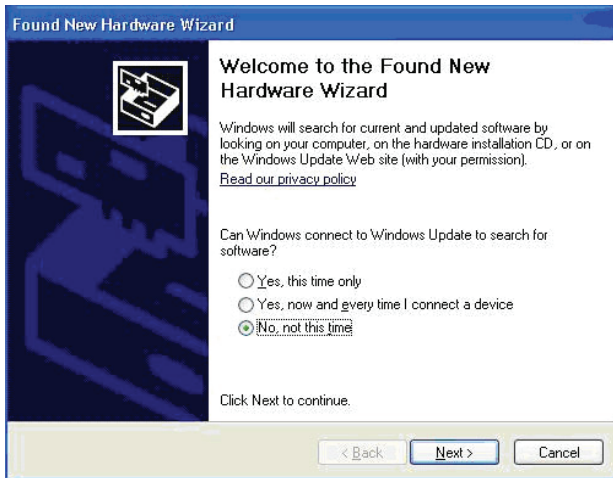 Found New Hardware Wizard
Welcome to the Found New
Hardware Wizard
Windows will search for current and updated software by
looking on your computer, on the hardware installation CD, or on
the Windows Update Web site (with your permission).
Read our privacy policy
Can Windows connect to Windows Update to search for
software?
Yes, this time only
Yes, now and every time I connect a device
No, not this time
Click Next to continue.
< Back
Next >
Cancel